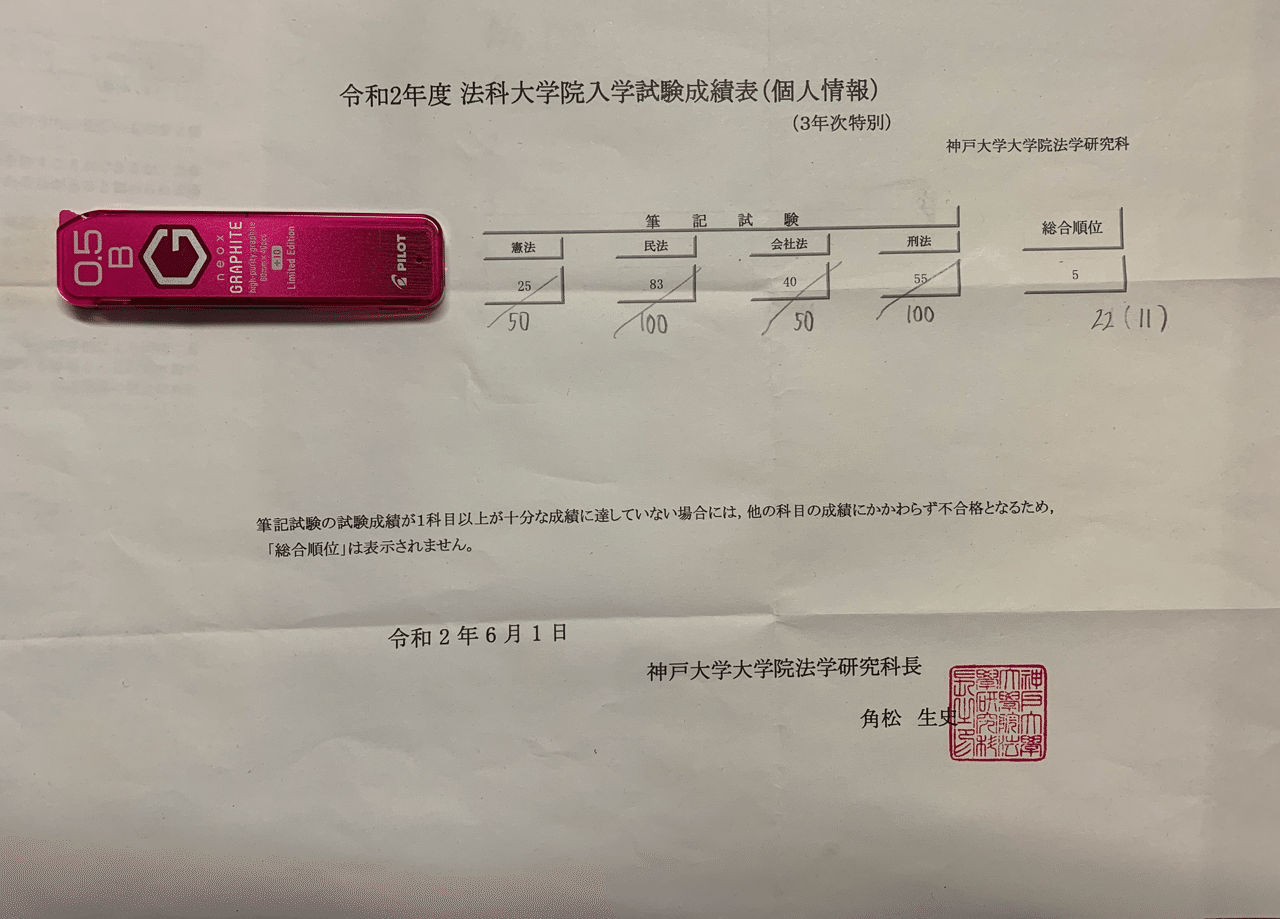 令和2年度 法科大学院入学試験成績表(個人情報)
(3年次特別)
神戸大学大学院法学研究科
0.5
B
G
neox
GRAPHITE
high-purity graphite
60mm x 40pcs
+10
Limited Edition
PILOT
筆 記 試 験
総合順位
憲法 民法 会社法 刑法
25 83 40 55 5
50 100 50 100 22(11)
筆記試験の試験成績が1科目以上が十分な成績に達していない場合には,他の科目の成績にかかわらず不合格となるため,
「総合順位」は表示されません。
令和2年6月1日
神戸大学大学院法学研究科長
角松 生史